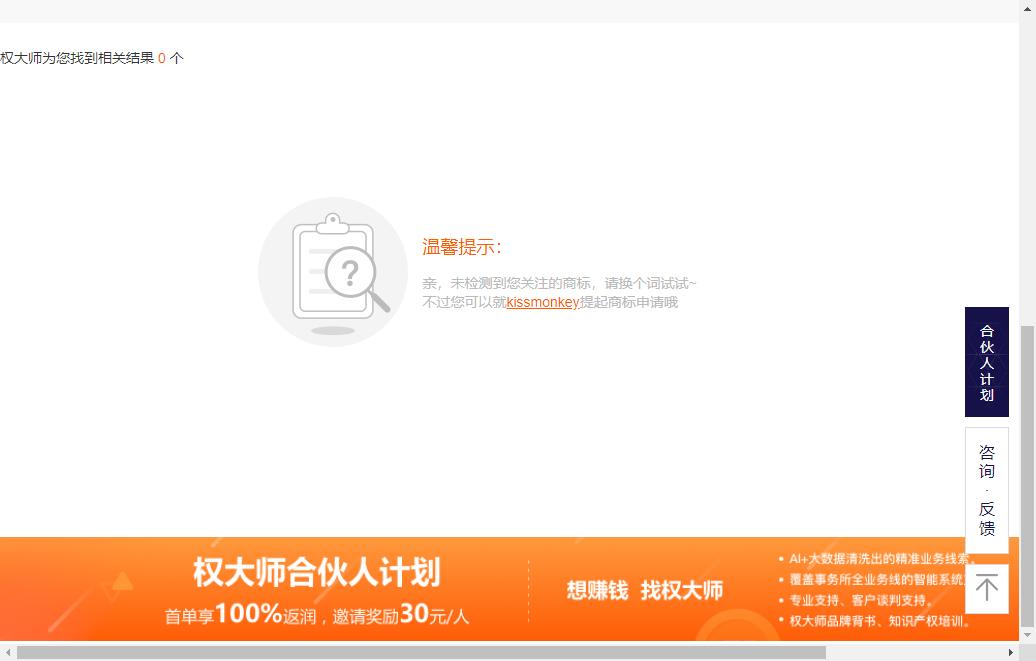 权大师为您找到相关结果 0 个
温馨提示:
亲，未检测到您关注的商标，请换个词试试~
不过您可以就kissmonkey提起商标申请哦
合伙人计划
咨询·反馈
权大师合伙人计划
首单享100%返润，邀请奖励30元/人
想赚钱 找权大师
• AI+大数据清洗出的精准业务线索。
• 覆盖事务所全业务线的智能系统
• 专业支持、客户谈判支持。
• 权大师品牌背书、知识产权培训。